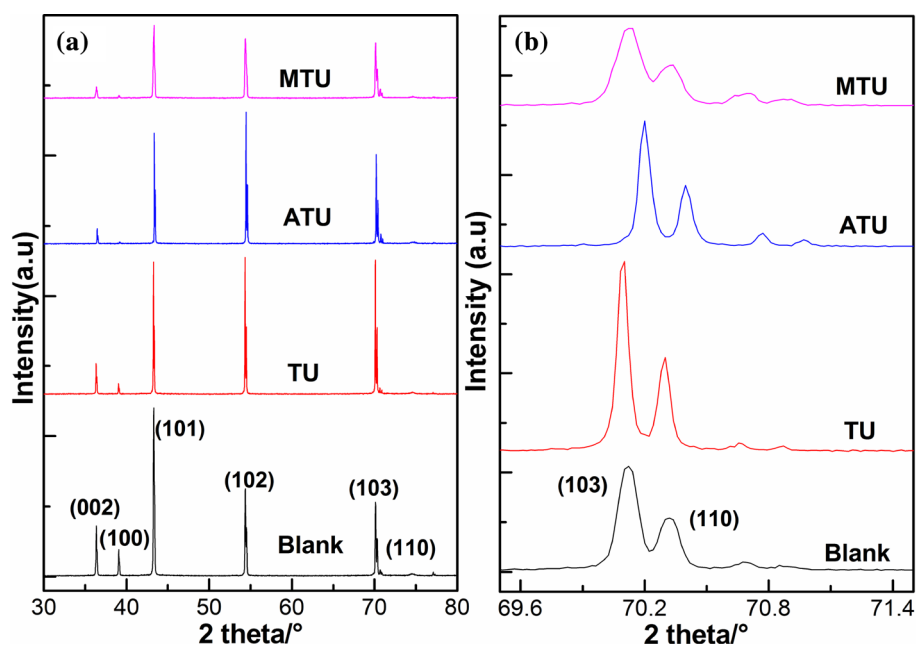 (a)
MTU
ATU
TU
Blank
(002)
(100)
(101)
(102)
(103)
(110)
30 40 50 60 70 80
2 theta/°
Intensity(a.u)
(b)
MTU
ATU
TU
Blank
(103)
(110)
69.6 70.2 70.8 71.4
2 theta/°
Intensity (a.u)